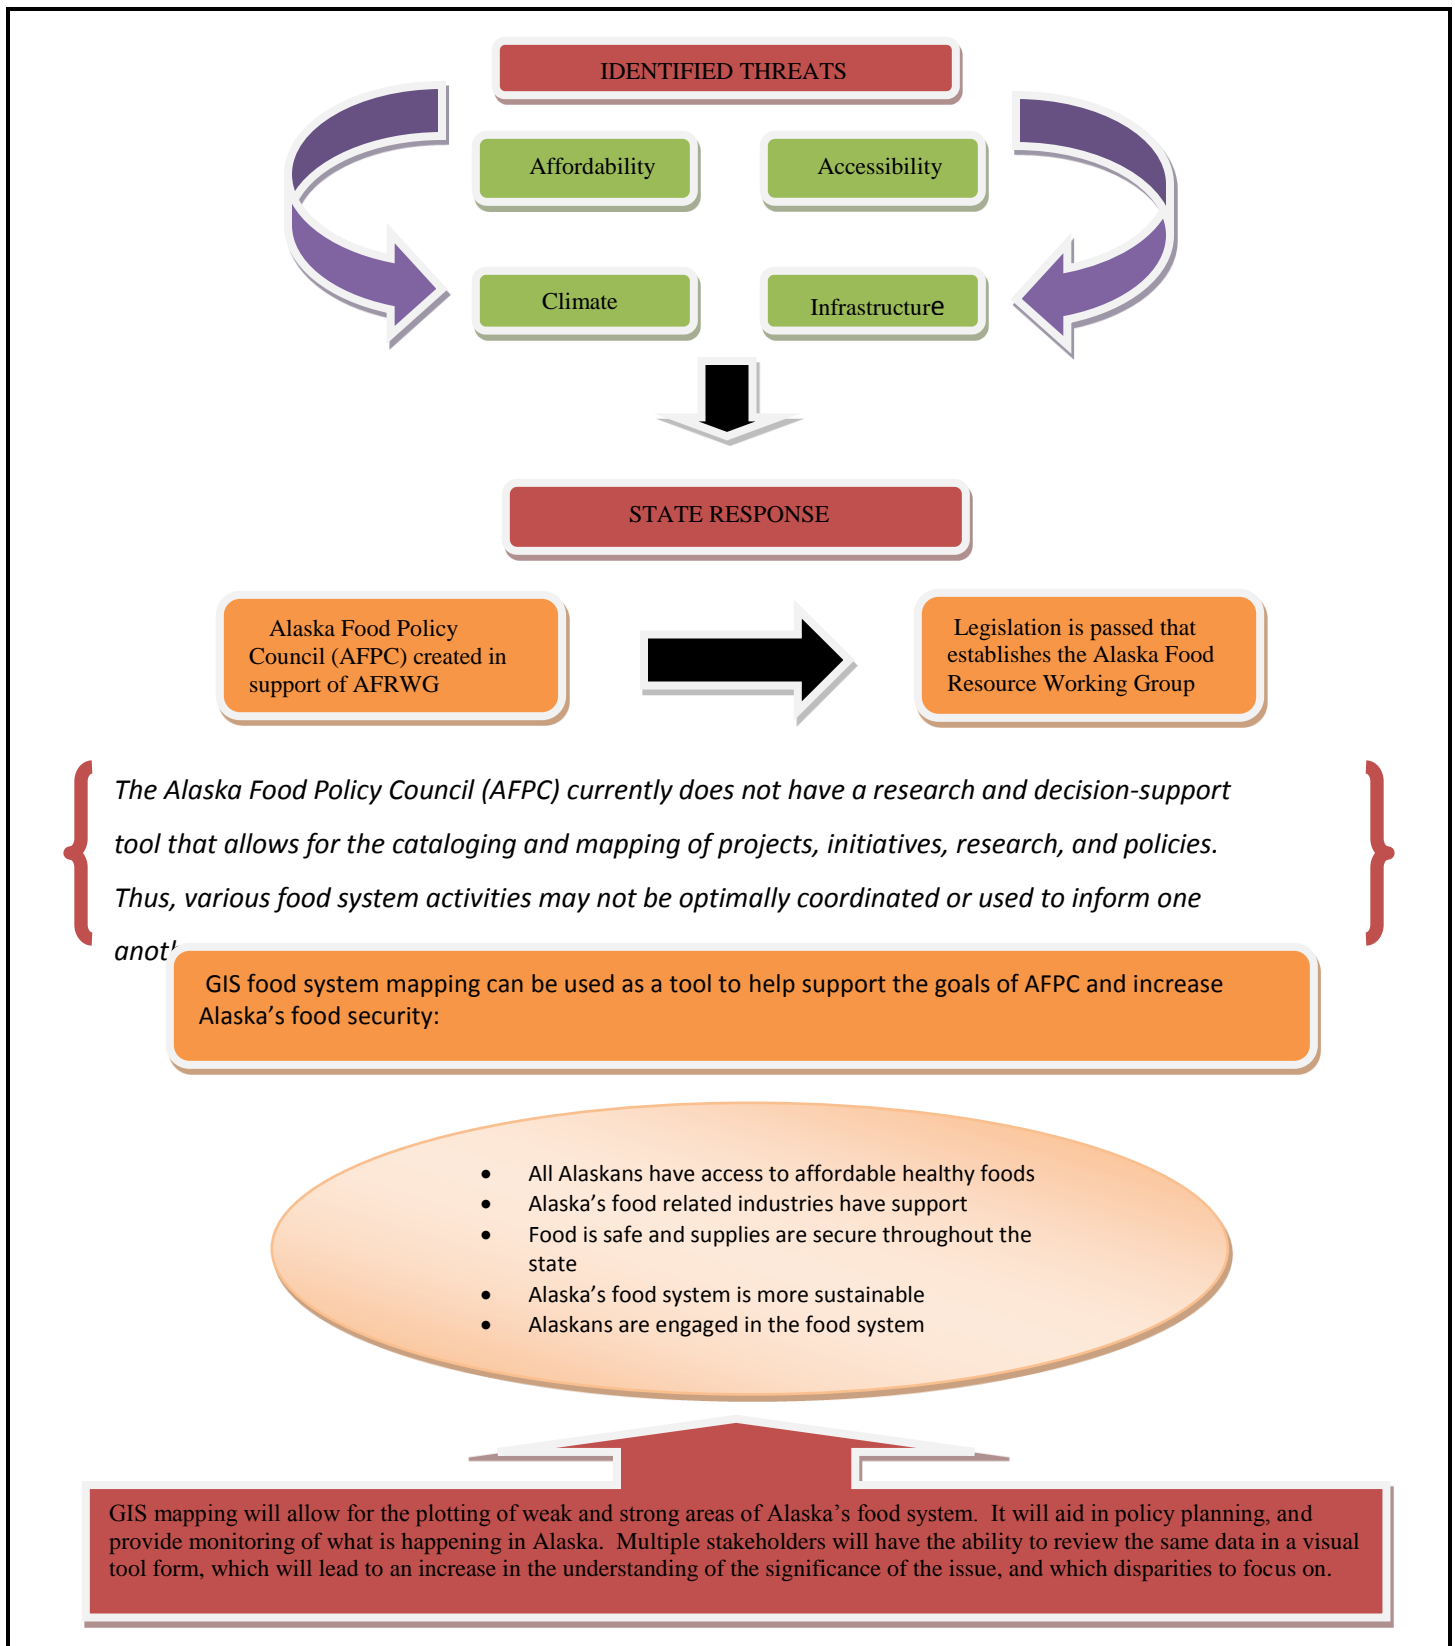 IDENTIFIED THREATS
Affordability
Accessibility
Climate
Infrastructure
STATE RESPONSE
Alaska Food Policy
Council (AFPC) created in
support of AFRWG
Legislation is passed that
establishes the Alaska Food
Resource Working Group
The Alaska Food Policy Council (AFPC) currently does not have a research and decision-support
tool that allows for the cataloging and mapping of projects, initiatives, research, and policies.
Thus, various food system activities may not be optimally coordinated or used to inform one
GIS food system mapping can be used as a tool to help support the goals of AFPC and increase
Alaska's food security:
• All Alaskans have access to affordable healthy foods
• Alaska's food related industries have support
• Food is safe and supplies are secure throughout the
state
• Alaska's food system is more sustainable
• Alaskans are engaged in the food system
GIS mapping will allow for the plotting of weak and strong areas of Alaska's food system. It will aid in policy planning, and
provide monitoring of what is happening in Alaska. Multiple stakeholders will have the ability to review the same data in a visual
tool form, which will lead to an increase in the understanding of the significance of the issue, and which disparities to focus on.